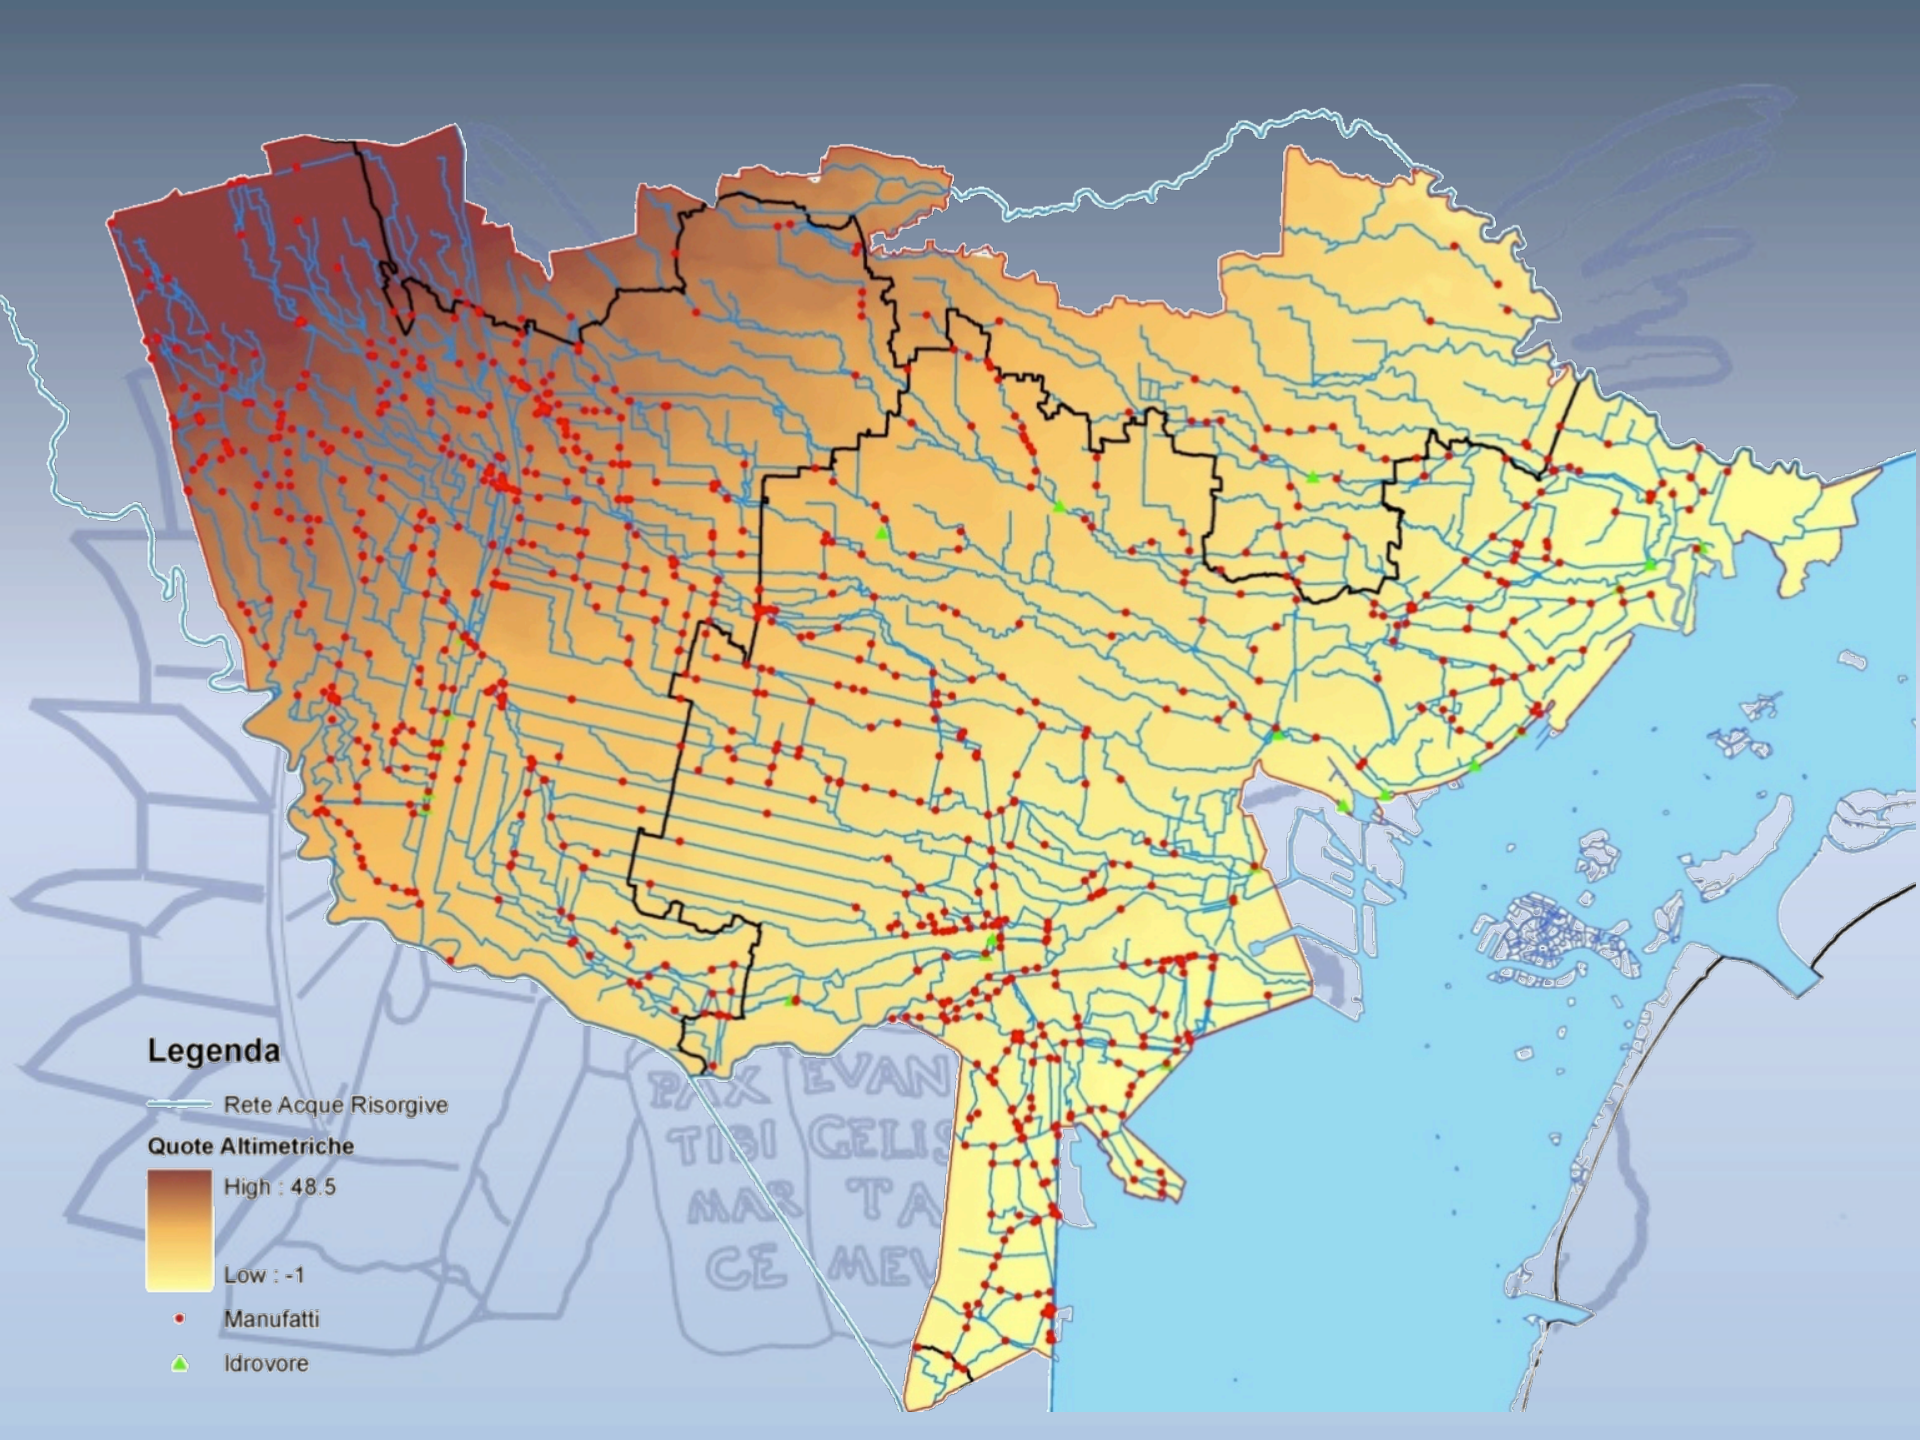 Legenda
Rete Acque Risorgive
Quote Altimetriche
High : 48.5
Low : -1
Manufatti
Idrovore
PAX EVAN
TIBI GELIS
MAR TA
CE MEV